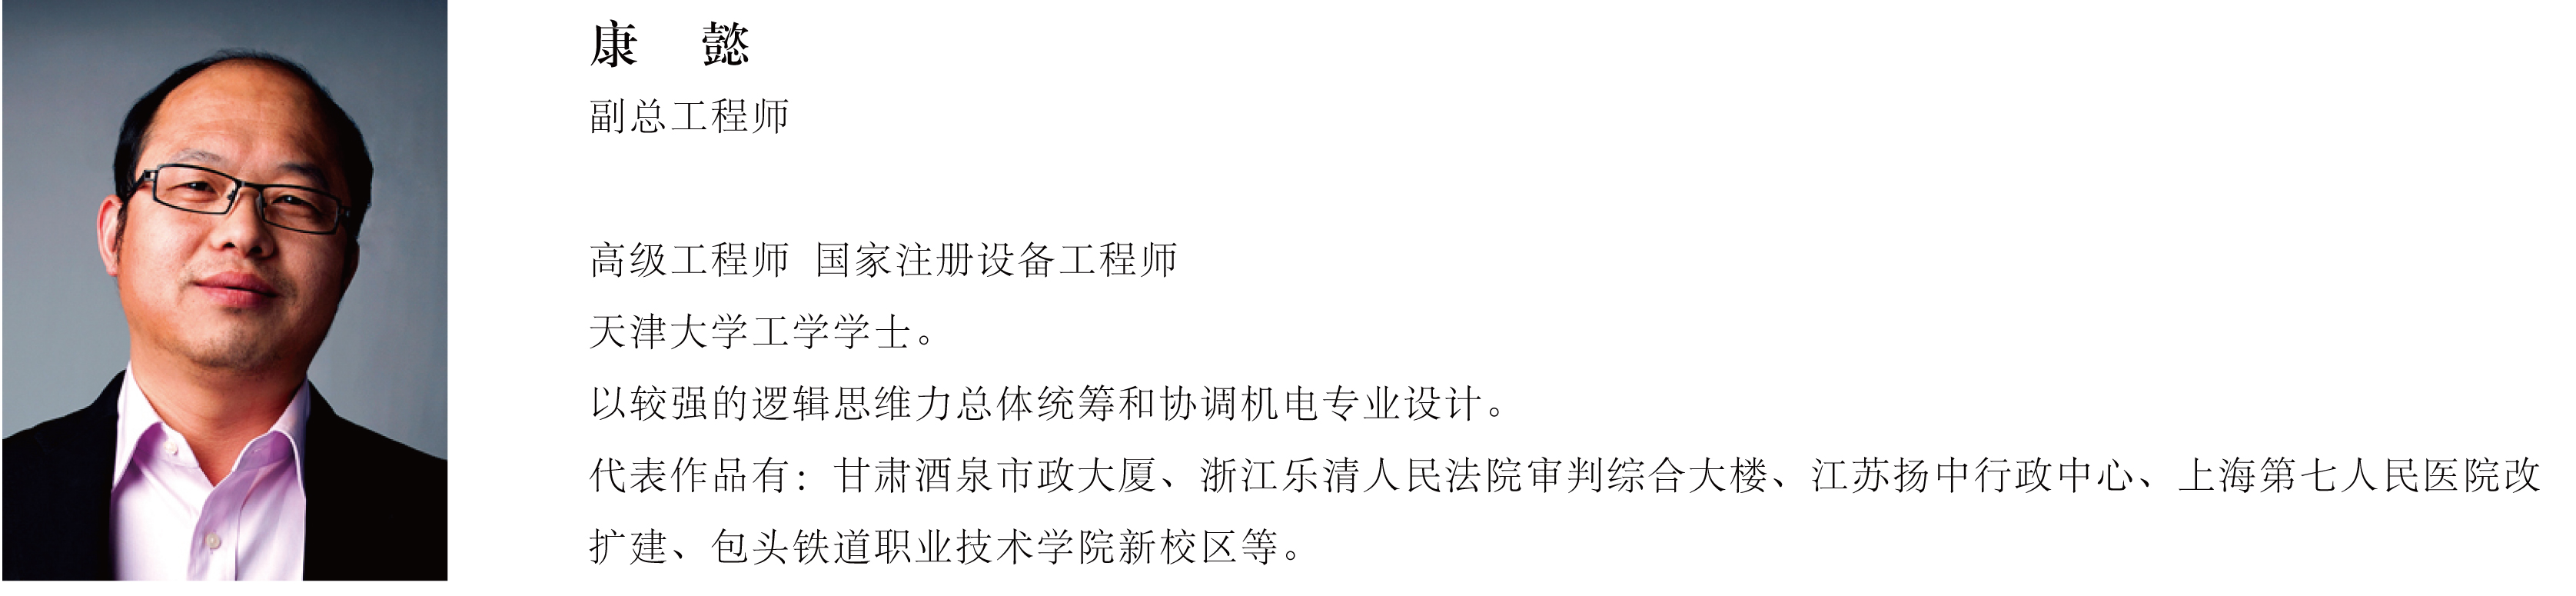 康 懿
副总工程师
高级工程师 国家注册设备工程师
天津大学工学学士。
以较强的逻辑思维力总体统筹和协调机电专业设计。
代表作品有：甘肃酒泉市政大厦、浙江乐清人民法院审判综合大楼、江苏扬中行政中心、上海第七人民医院改
扩建、包头铁道职业技术学院新校区等。